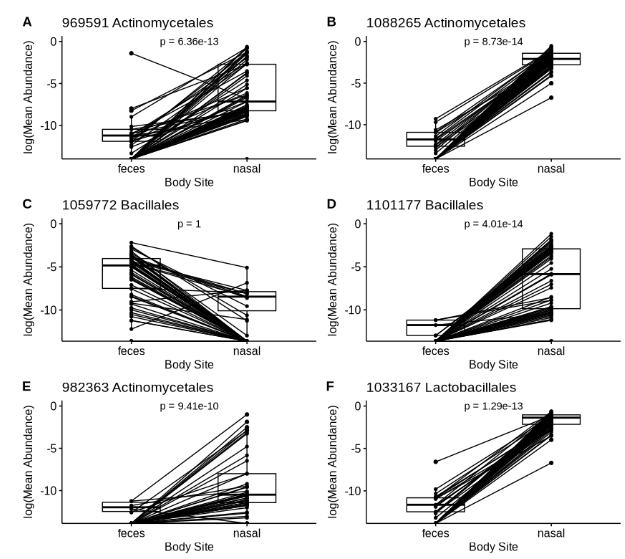 A 969591 Actinomycetales
p = 6.36e-13
log(Mean Abundance)
0
-5
-10
feces nasal
Body Site
B 1088265 Actinomycetales
p = 8.73e-14
log(Mean Abundance)
0
-5
-10
feces nasal
Body Site
C 1059772 Bacillales
p = 1
log(Mean Abundance)
0
-5
-10
feces nasal
Body Site
D 1101177 Bacillales
p = 4.01e-14
log(Mean Abundance)
0
-5
-10
feces nasal
Body Site
E 982363 Actinomycetales
p = 9.41e-10
log(Mean Abundance)
0
-5
-10
feces nasal
Body Site
F 1033167 Lactobacillales
p = 1.29e-13
log(Mean Abundance)
0
-5
-10
feces nasal
Body Site